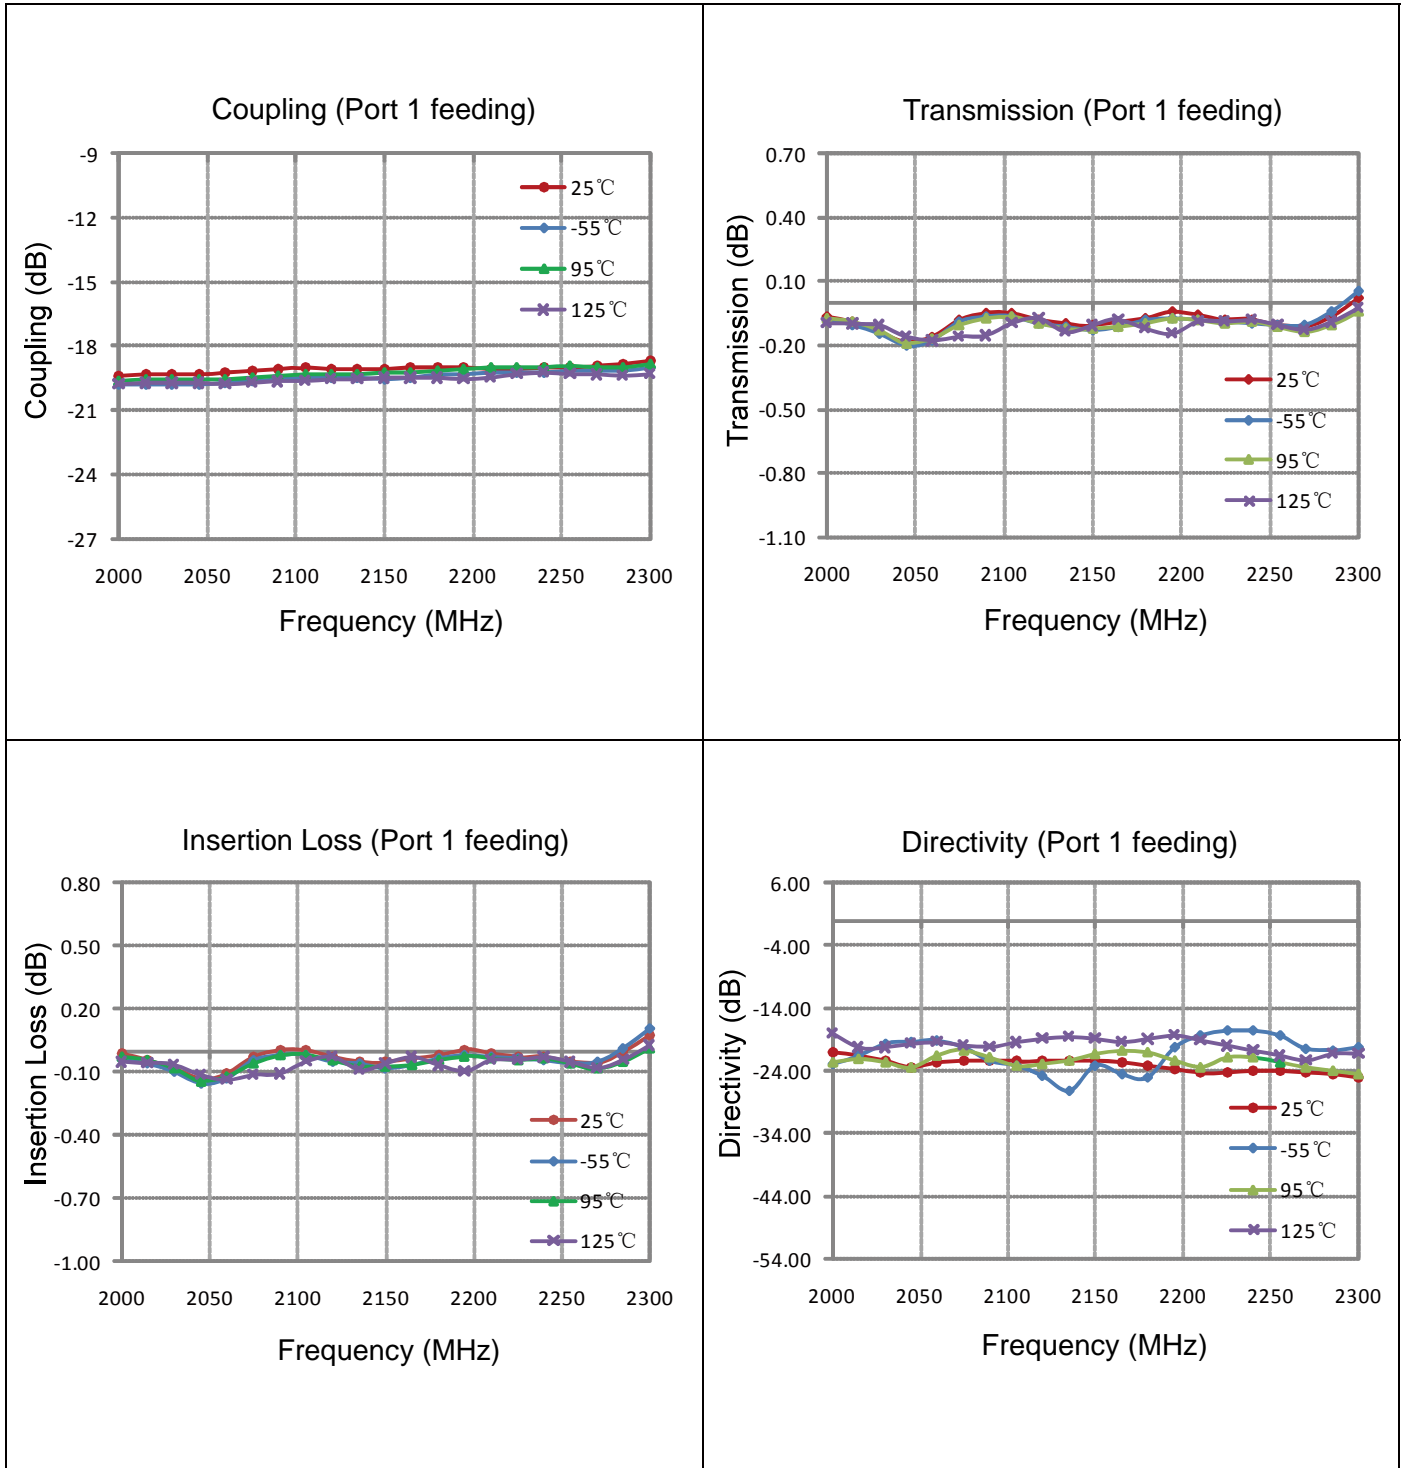 Coupling (Port 1 feeding)
Coupling (dB)
-9
-12
-15
-18
-21
-24
-27
25℃
-55℃
95℃
125℃
2000 2050 2100 2150 2200 2250 2300
Frequency (MHz)
Transmission (Port 1 feeding)
Transmission (dB)
0.70
0.40
0.10
-0.20
-0.50
-0.80
-1.10
25℃
-55℃
95℃
125℃
2000 2050 2100 2150 2200 2250 2300
Frequency (MHz)
Insertion Loss (Port 1 feeding)
Insertion Loss (dB)
0.80
0.50
0.20
-0.10
-0.40
-0.70
-1.00
25℃
-55℃
95℃
125℃
2000 2050 2100 2150 2200 2250 2300
Frequency (MHz)
Directivity (Port 1 feeding)
Directivity (dB)
6.00
-4.00
-14.00
-24.00
-34.00
-44.00
-54.00
25℃
-55℃
95℃
125℃
2000 2050 2100 2150 2200 2250 2300
Frequency (MHz)